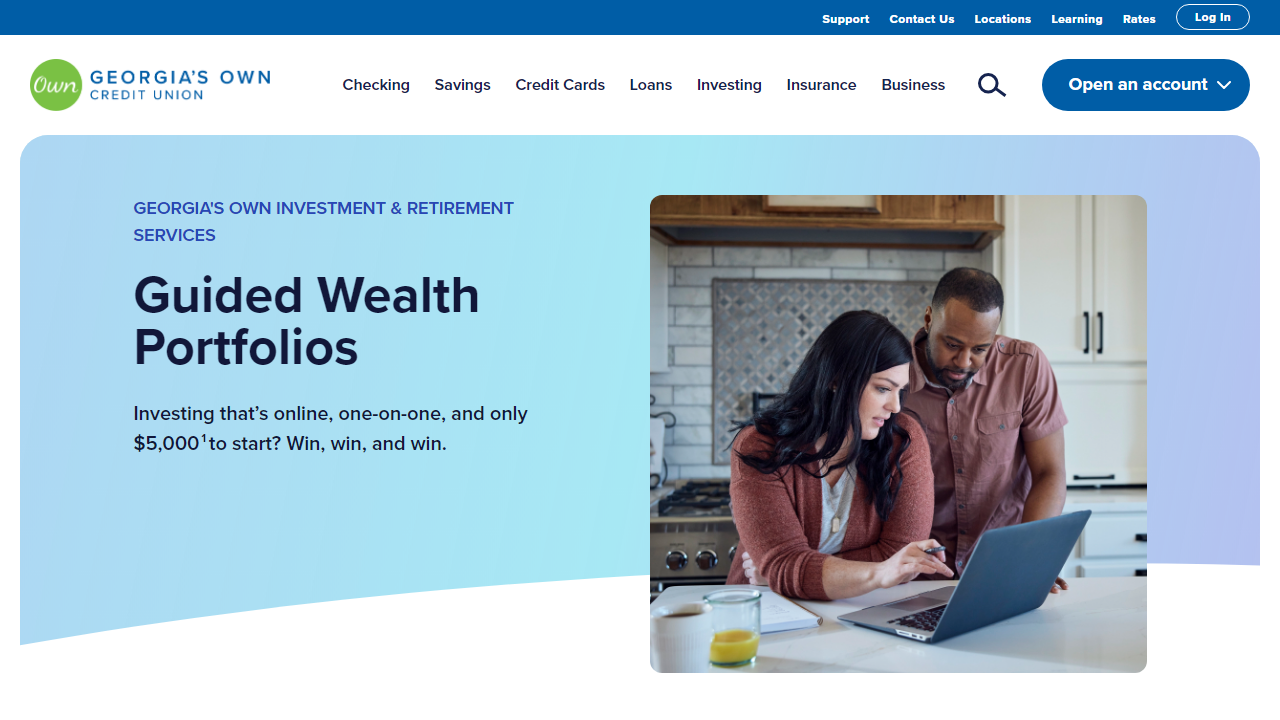 Support Contact Us Locations Learning Rates Log In
Own GEORGIA'S OWN
CREDIT UNION
Checking Savings Credit Cards Loans Investing Insurance Business Open an account
GEORGIA'S OWN INVESTMENT & RETIREMENT
SERVICES
Guided Wealth
Portfolios
Investing that’s online, one-on-one, and only
$5,000¹ to start? Win, win, and win.